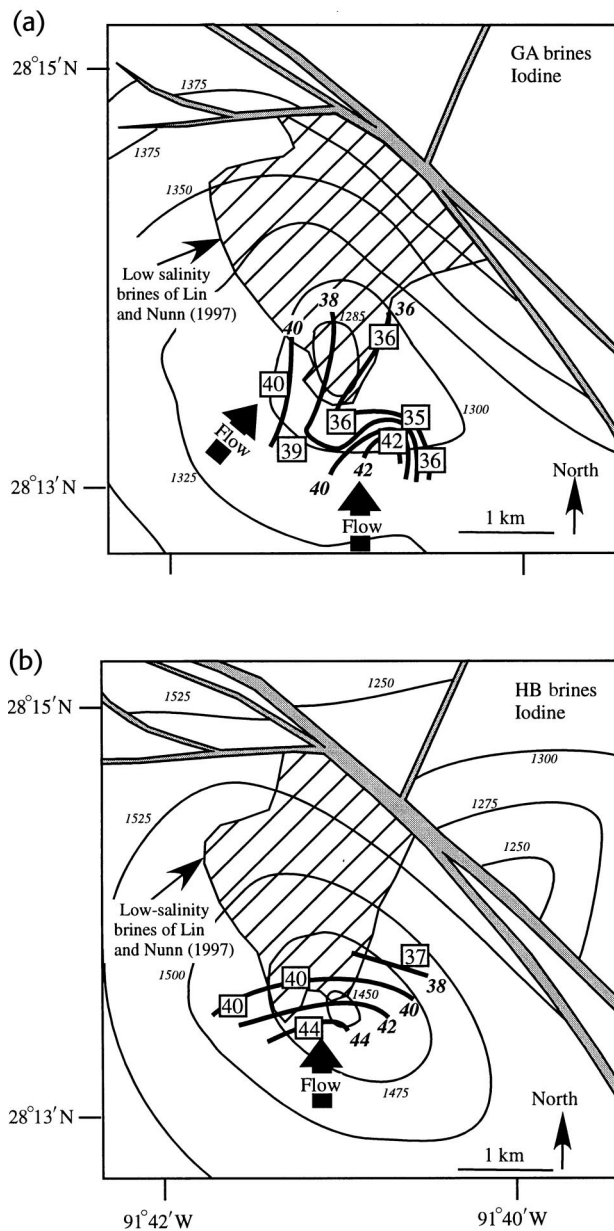 (a)
GA brines
Iodine
28°15′N
1375
1375
1350
Low salinity
brines of Lin
and Nunn (1997)
38
36
40
1285
36
40
1300
36
35
39
42
36
Flow
42
40
1325
28°13′N
North
Flow
1 km
(b)
HB brines
Iodine
28°15′N
1525
1250
1300
1525
1275
1250
Low-salinity
brines of Lin
and Nunn (1997)
37
1500
40
38
40
1450
40
42
44
44
Flow
1475
28°13′N
North
1 km
91°42′W
91°40′W